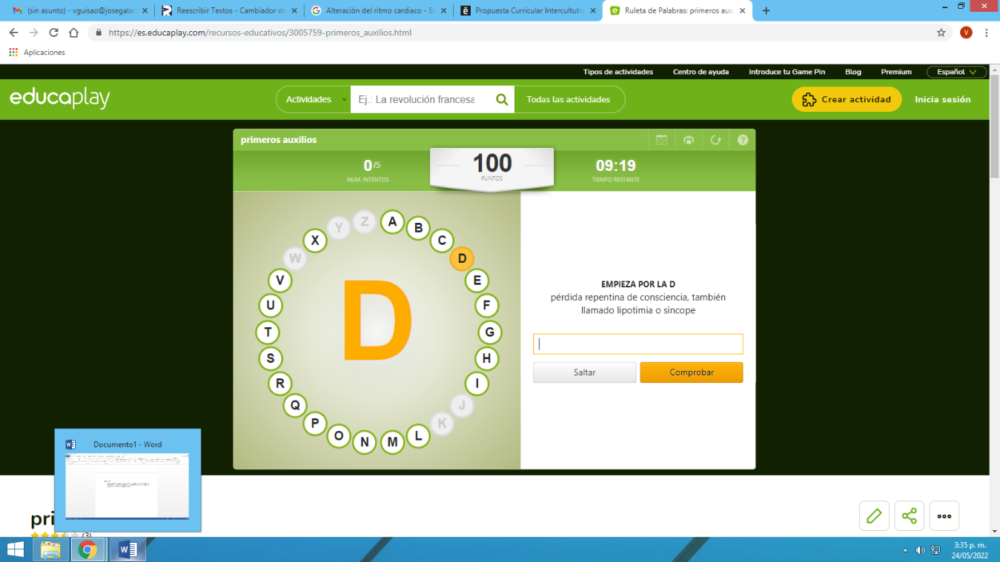 (sin asunto) - vguisao@josegalan
Reescribir Textos - Cambiador de
Alteración del ritmo cardiaco - B
Propuesta Curricular Intercultutra
Ruleta de Palabras: primeros auxi
https://es.educaplay.com/recursos-educativos/3005759-primeros_auxilios.html
V
Aplicaciones
Tipos de actividades
Centro de ayuda
Introduce tu Game Pin
Blog
Premium
Español
educaplay
Actividades
Ej.: La revolución francesa
Todas las actividades
Crear actividad
Inicia sesión
primeros auxilios
0/5
NUM. INTENTOS
100
PUNTOS
09:19
TIEMPO RESTANTE
A
B
C
D
E
F
G
H
I
J
K
L
M
N
O
P
Q
R
S
T
U
V
W
X
Y
Z
D
EMPIEZA POR LA D
pérdida repentina de consciencia, también
llamado lipotimia o sincope
Saltar
Comprobar
Documento1 - Word
pri
(3)
3:35 p. m.
24/05/2022